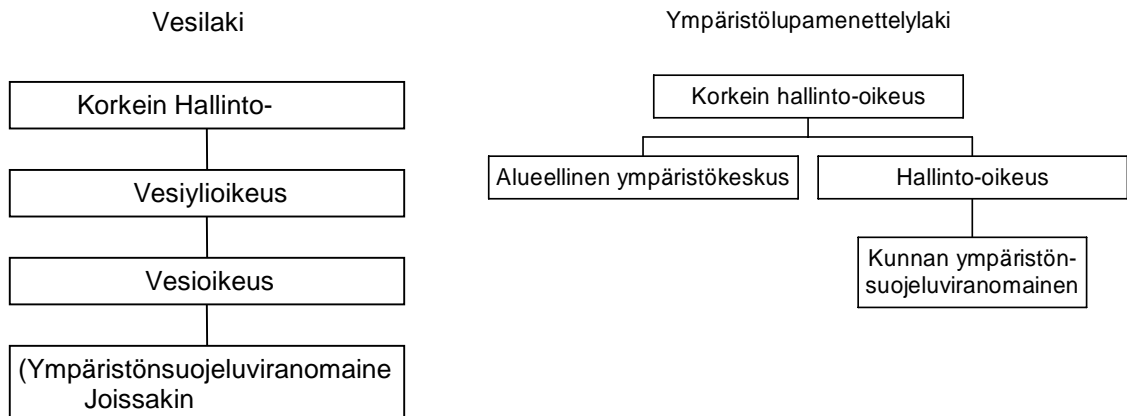 Vesilaki
Korkein Hallinto-
Vesiylioikeus
Vesioikeus
(Ympäristönsuojeluviranomaine
Joissakin
Ympäristölupamenettelylaki
Korkein hallinto-oikeus
Alueellinen ympäristökeskus
Hallinto-oikeus
Kunnan ympäristön-
suojeluviranomainen